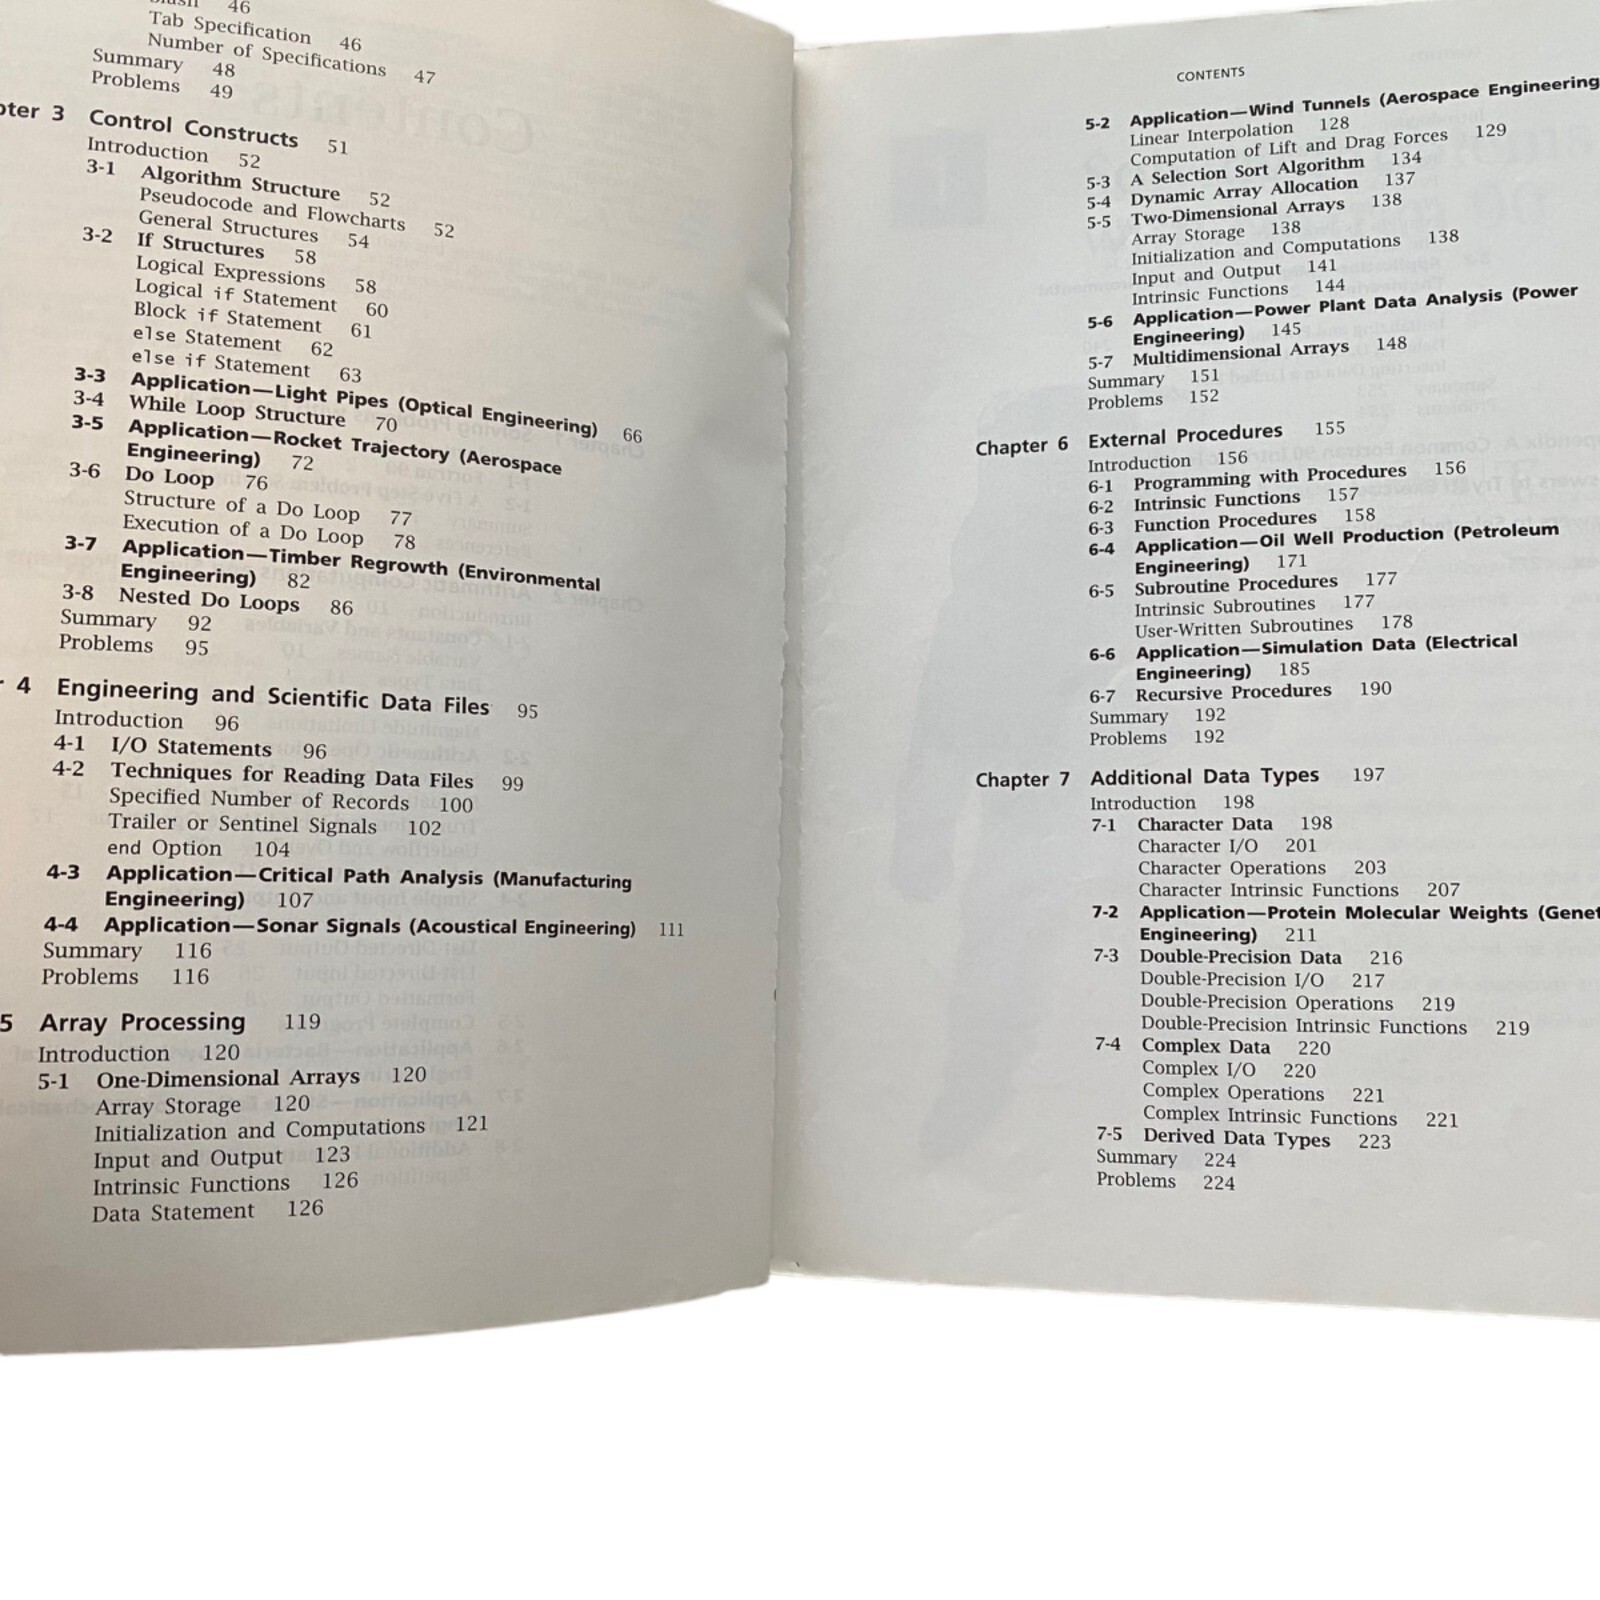 46
Tab Specification 46
Number of Specifications 47
Summary 48
Problems 49
pter 3 Control Constructs 51
Introduction 52
3-1 Algorithm Structure 52
Pseudocode and Flowcharts 52
General Structures 54
3-2 If Structures 58
Logical Expressions 58
Logical if Statement 60
Block if Statement 61
else Statement 62
else if Statement 63
3-3 Application—Light Pipes (Optical Engineering) 66
3-4 While Loop Structure 70
3-5 Application—Rocket Trajectory (Aerospace
Engineering) 72
3-6 Do Loop 76
Structure of a Do Loop 77
Execution of a Do Loop 78
3-7 Application—Timber Regrowth (Environmental
Engineering) 82
3-8 Nested Do Loops 86
Summary 92
Problems 95
r 4 Engineering and Scientific Data Files 95
Introduction 96
4-1 I/O Statements 96
4-2 Techniques for Reading Data Files 99
Specified Number of Records 100
Trailer or Sentinel Signals 102
end Option 104
4-3 Application—Critical Path Analysis (Manufacturing
Engineering) 107
4-4 Application—Sonar Signals (Acoustical Engineering) 111
Summary 116
Problems 116
5 Array Processing 119
Introduction 120
5-1 One-Dimensional Arrays 120
Array Storage 120
Initialization and Computations 121
Input and Output 123
Intrinsic Functions 126
Data Statement 126
CONTENTS
5-2 Application—Wind Tunnels (Aerospace Engineering
Linear Interpolation 128
Computation of Lift and Drag Forces 129
5-3 A Selection Sort Algorithm 134
5-4 Dynamic Array Allocation 137
5-5 Two-Dimensional Arrays 138
Array Storage 138
Initialization and Computations 138
Input and Output 141
Intrinsic Functions 144
5-6 Application—Power Plant Data Analysis (Power
Engineering) 145
5-7 Multidimensional Arrays 148
Summary 151
Problems 152
Chapter 6 External Procedures 155
Introduction 156
6-1 Programming with Procedures 156
6-2 Intrinsic Functions 157
6-3 Function Procedures 158
6-4 Application—Oil Well Production (Petroleum
Engineering) 171
6-5 Subroutine Procedures 177
Intrinsic Subroutines 177
User-Written Subroutines 178
6-6 Application—Simulation Data (Electrical
Engineering) 185
6-7 Recursive Procedures 190
Summary 192
Problems 192
Chapter 7 Additional Data Types 197
Introduction 198
7-1 Character Data 198
Character I/O 201
Character Operations 203
Character Intrinsic Functions 207
7-2 Application—Protein Molecular Weights (Genet
Engineering) 211
7-3 Double-Precision Data 216
Double-Precision I/O 217
Double-Precision Operations 219
Double-Precision Intrinsic Functions 219
7-4 Complex Data 220
Complex I/O 220
Complex Operations 221
Complex Intrinsic Functions 221
7-5 Derived Data Types 223
Summary 224
Problems 224